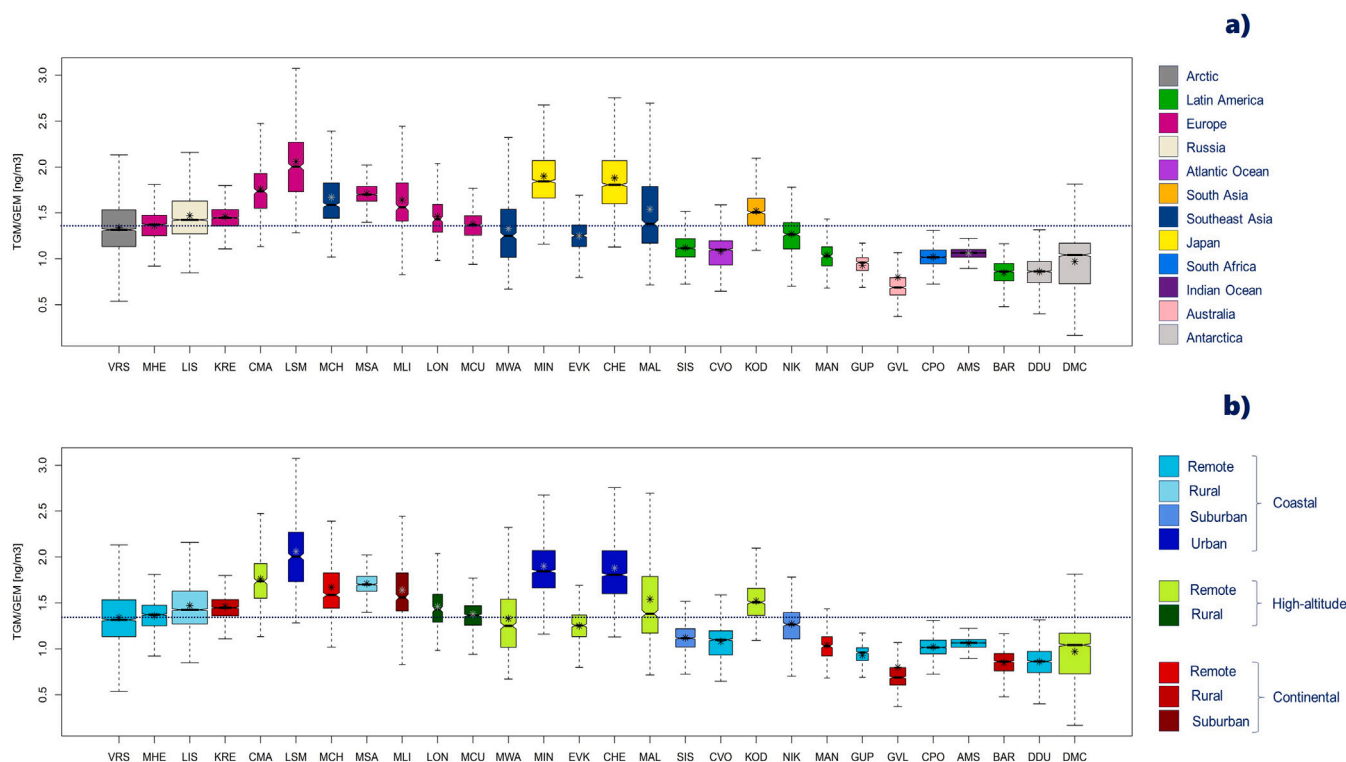 a)
TGM/GEM [ng/m3]
3.0
2.5
2.0
1.5
1.0
0.5
VRS MHE LIS KRE CMA LSM MCH MSA MLI LON MCU MWA MIN EVK CHE MAL SIS CVO KOD NIK MAN GUP GVL CPO AMS BAR DDU DMC
Arctic
Latin America
Europe
Russia
Atlantic Ocean
South Asia
Southeast Asia
Japan
South Africa
Indian Ocean
Australia
Antarctica
b)
TGM/GEM [ng/m3]
3.0
2.5
2.0
1.5
1.0
0.5
VRS MHE LIS KRE CMA LSM MCH MSA MLI LON MCU MWA MIN EVK CHE MAL SIS CVO KOD NIK MAN GUP GVL CPO AMS BAR DDU DMC
Remote
Rural
Suburban
Urban
Coastal
Remote
Rural
High-altitude
Remote
Rural
Suburban
Continental